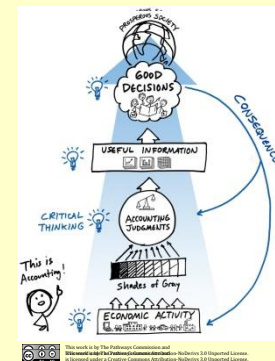 PROSPEROUS SOCIETY
GOOD
DECISIONS
CONSEQUENCES
USEFUL INFORMATION
CRITICAL
THINKING
ACCOUNTING
JUDGMENTS
This is
Accounting!
Shades of Gray
ECONOMIC ACTIVITY
This work is by The Pathways Commission and
is licensed under a Creative Commons Attribution-NoDerivs 3.0 Unported License.